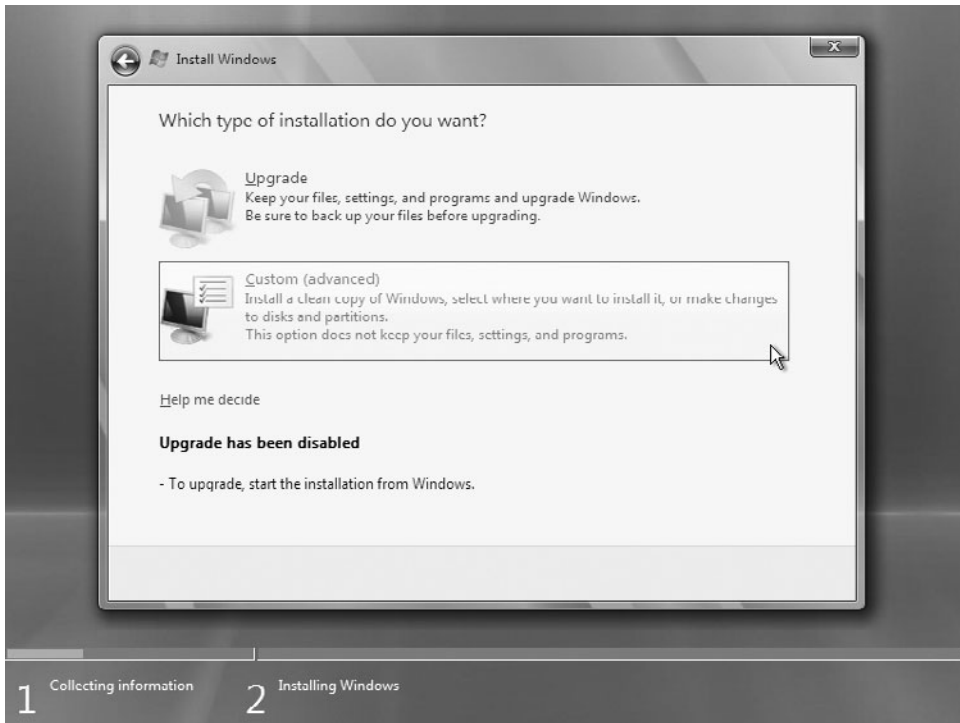 Install Windows
Which type of installation do you want?
Upgrade
Keep your files, settings, and programs and upgrade Windows.
Be sure to back up your files before upgrading.
Custom (advanced)
Install a clean copy of Windows, select where you want to install it, or make changes
to disks and partitions.
This option does not keep your files, settings, and programs.
Help me decide
Upgrade has been disabled
- To upgrade, start the installation from Windows.
1 Collecting information 2 Installing Windows